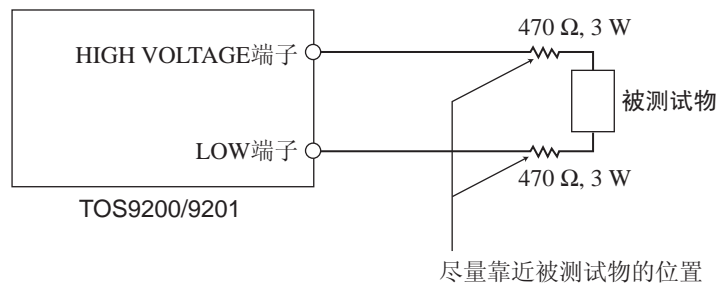 470 Ω, 3 W
HIGH VOLTAGE端子
被测试物
LOW端子
470 Ω, 3 W
TOS9200/9201
尽量靠近被测试物的位置